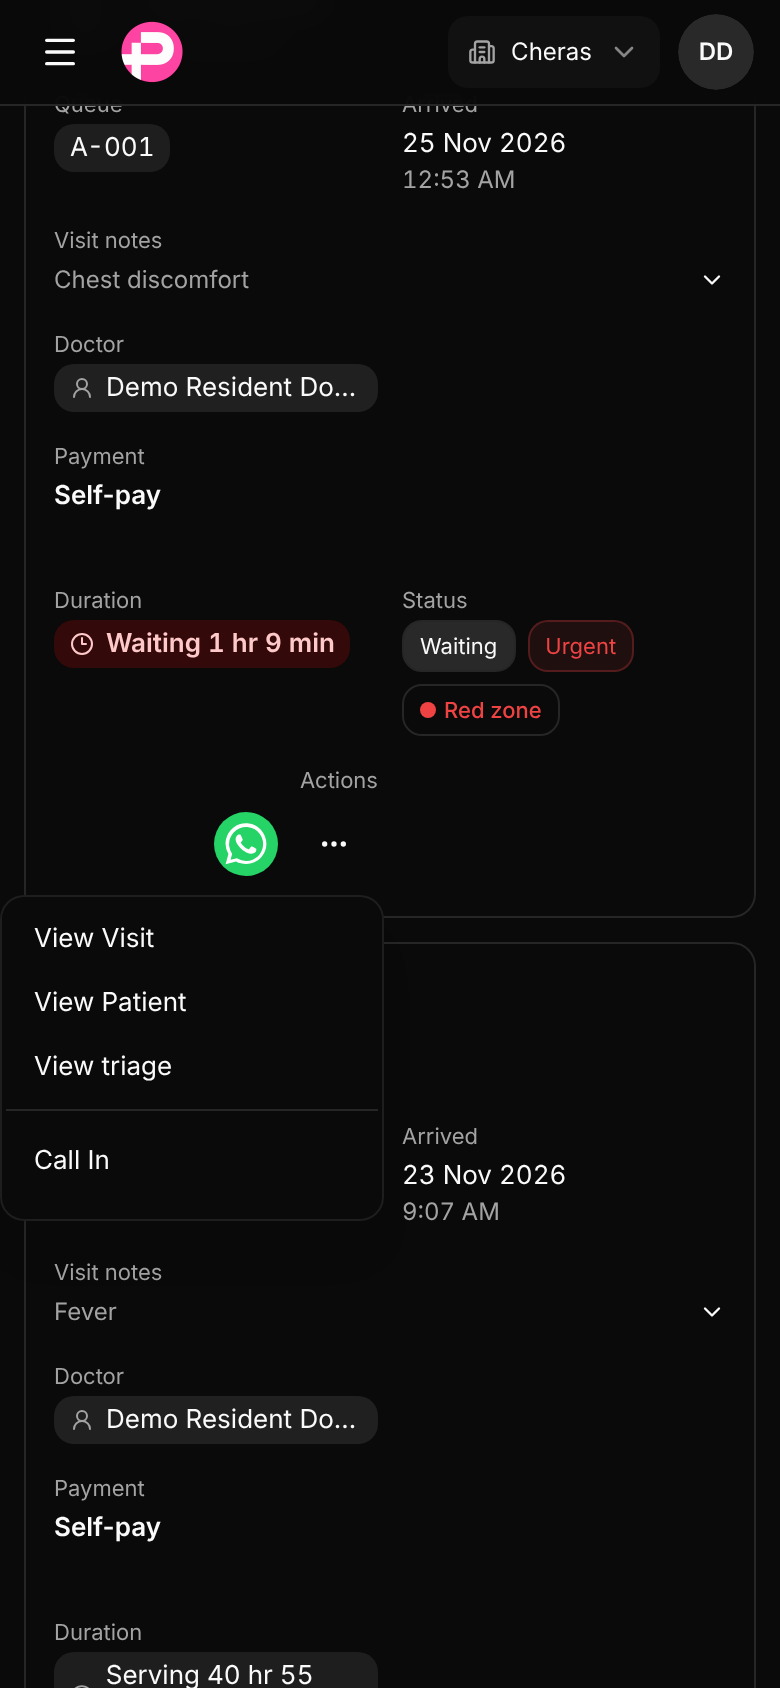 Cheras
DD
Queue
Arrived
A-001
25 Nov 2026
12:53 AM
Visit notes
Chest discomfort
Doctor
Demo Resident Do...
Payment
Self-pay
Duration
Status
Waiting 1 hr 9 min
Waiting
Urgent
Red zone
Actions
View Visit
View Patient
View triage
Call In
Arrived
23 Nov 2026
9:07 AM
Visit notes
Fever
Doctor
Demo Resident Do...
Payment
Self-pay
Duration
Serving 40 hr 55